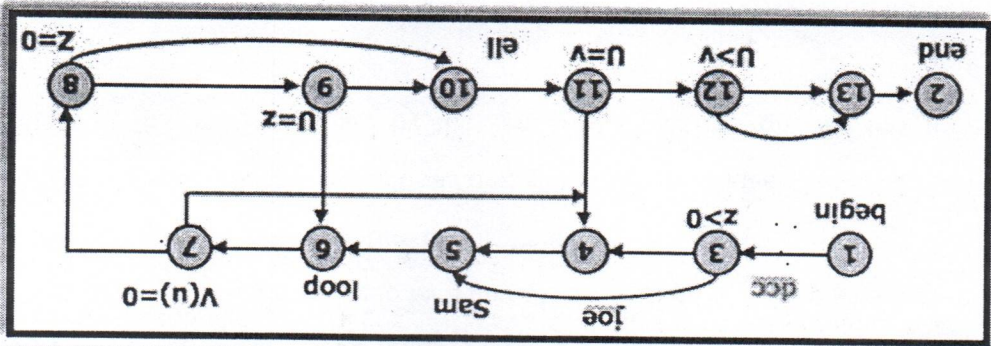 joe Sam V(u)=0
dcc loop
1 3 4 5 6 7
begin z>0
U=z
2 13 12 11 10 9 8
end U>v U=v ell Z=0